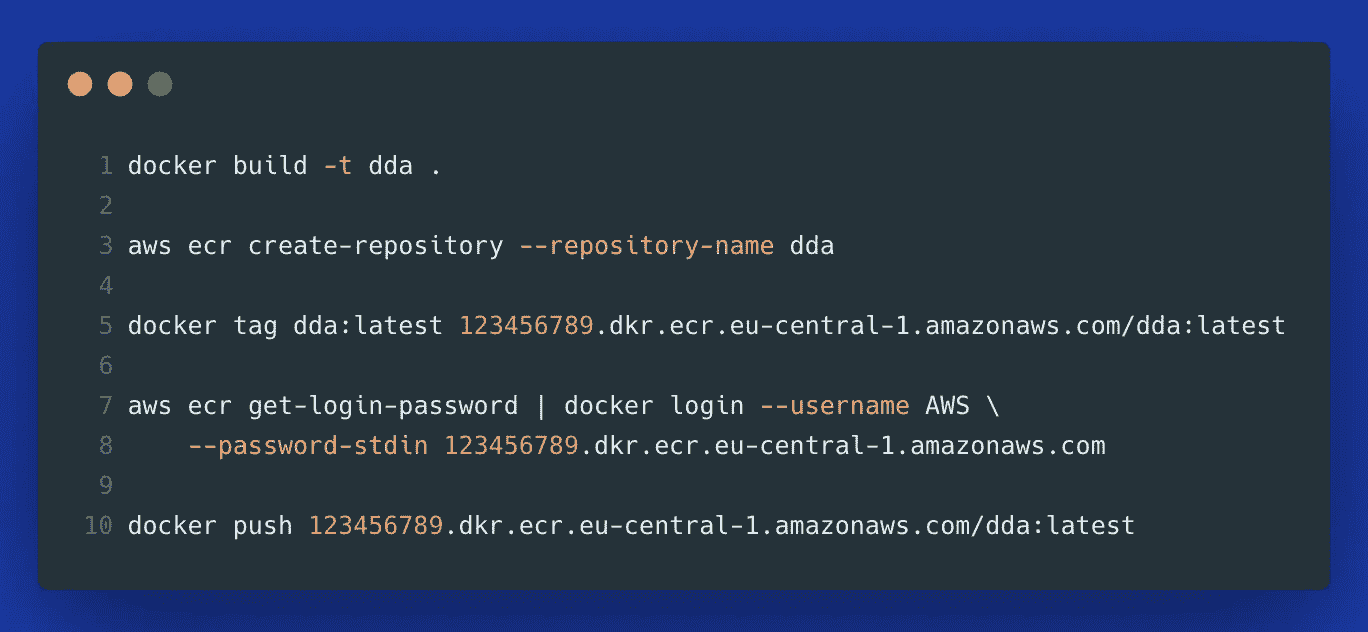 1 docker build -t dda .
2
3 aws ecr create-repository --repository-name dda
4
5 docker tag dda:latest 123456789.dkr.ecr.eu-central-1.amazonaws.com/dda:latest
6
7 aws ecr get-login-password | docker login --username AWS \
8     --password-stdin 123456789.dkr.ecr.eu-central-1.amazonaws.com
9
10 docker push 123456789.dkr.ecr.eu-central-1.amazonaws.com/dda:latest